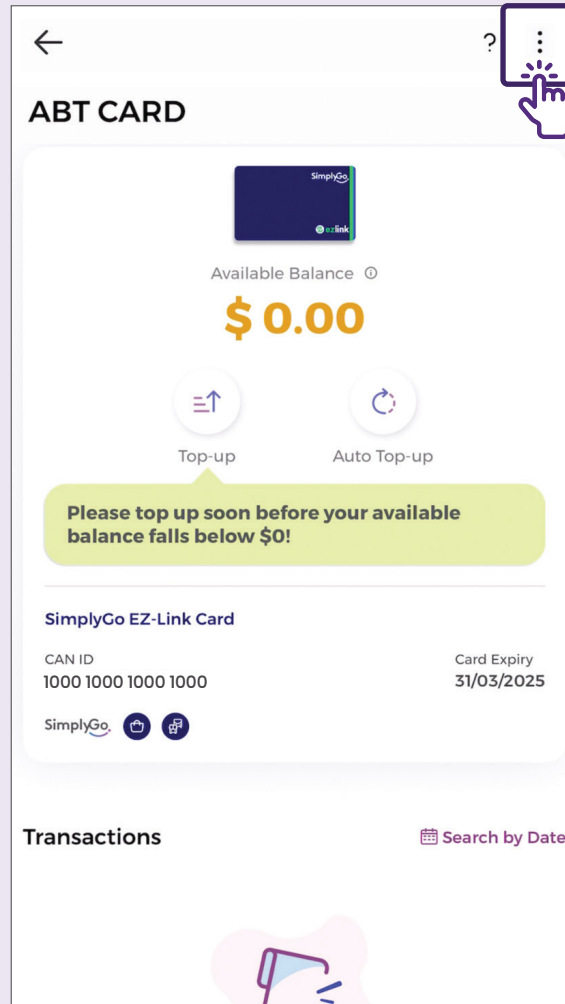 ?
ABT CARD
SimplyGo
ezlink
Available Balance
$ 0.00
Top-up
Auto Top-up
Please top up soon before your available
balance falls below $0!
SimplyGo EZ-Link Card
CAN ID
Card Expiry
1000 1000 1000 1000
31/03/2025
SimplyGo.
Transactions
Search by Date